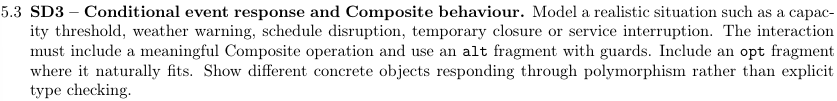 5.3 SD3 – Conditional event response and Composite behaviour. Model a realistic situation such as a capac-
ity threshold, weather warning, schedule disruption, temporary closure or service interruption. The interaction
must include a meaningful Composite operation and use an alt fragment with guards. Include an opt fragment
where it naturally fits. Show different concrete objects responding through polymorphism rather than explicit
type checking.